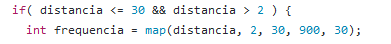 if( distancia <= 30 && distancia > 2 ) {
int frequencia = map(distancia, 2, 30, 900, 30);